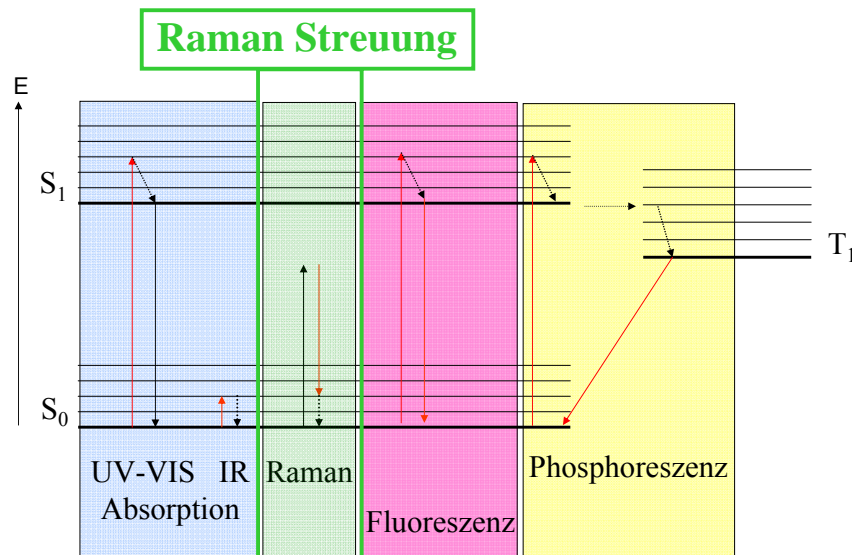 Raman Streuung
E
S1
T1
S0
UV-VIS IR
Absorption
Raman
Fluoreszenz
Phosphoreszenz